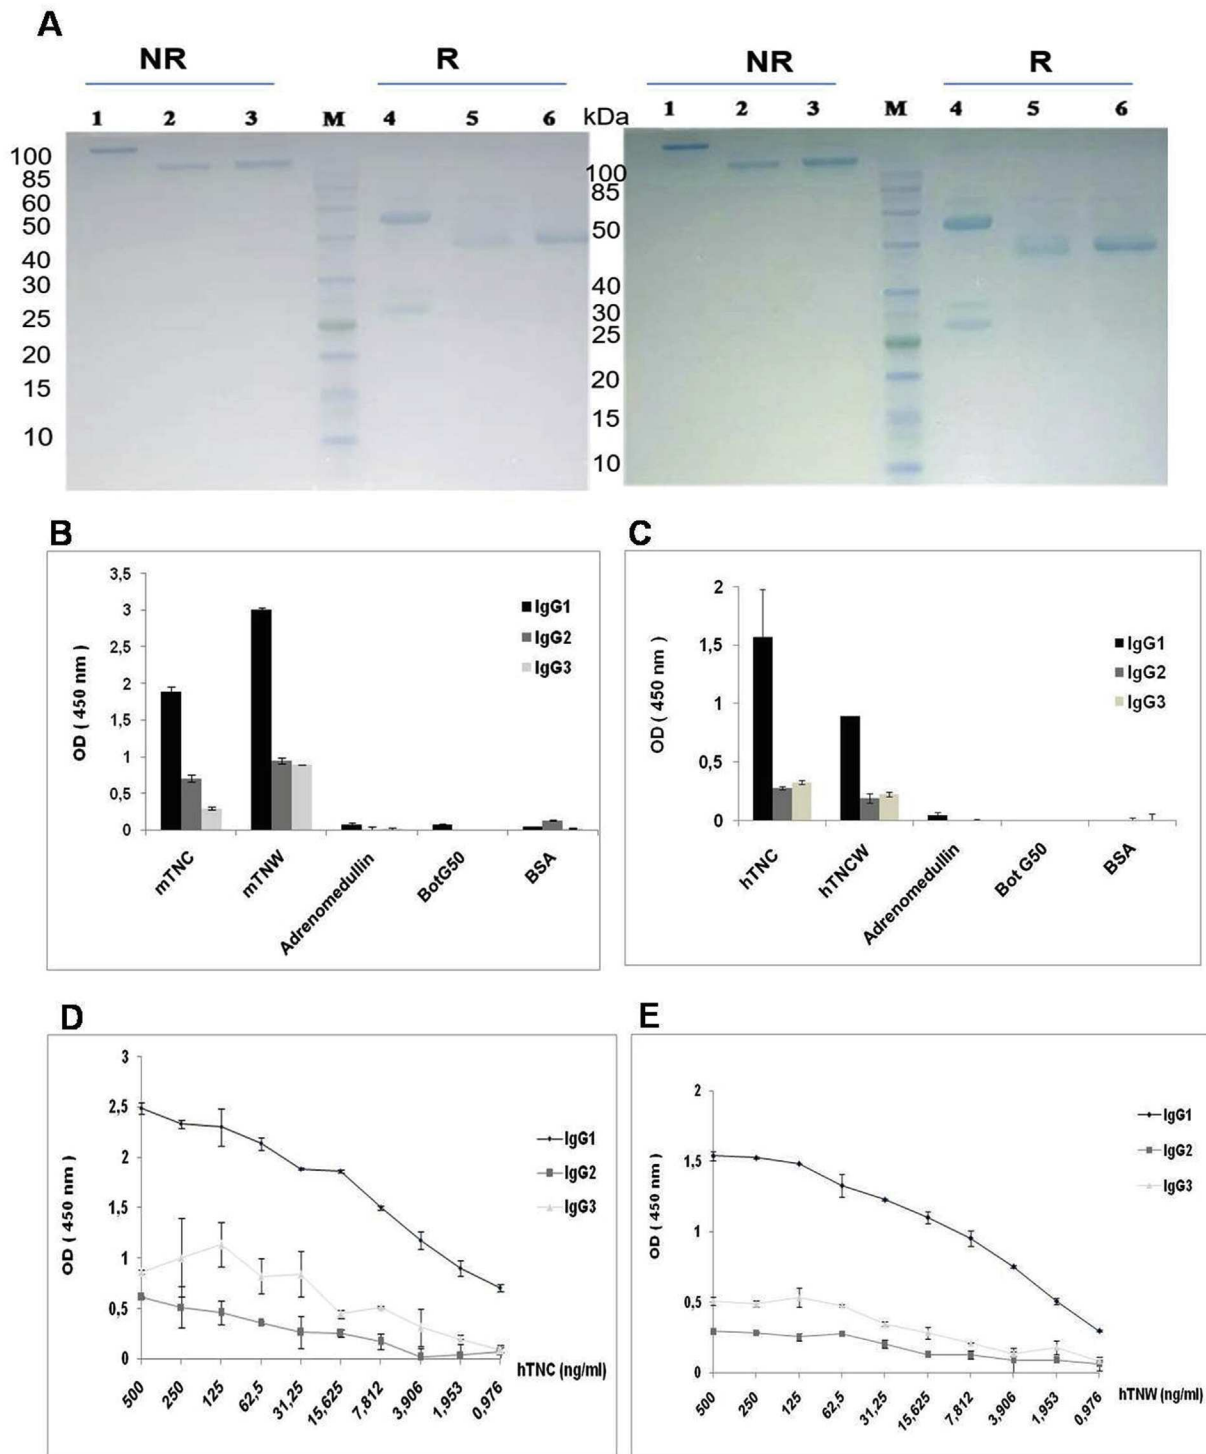 A
NR R NR R
1 2 3 M 4 5 6 kDa 1 2 3 M 4 5 6
100
85
60
50
40
30
25
20
15
10
100
85
50
40
30
25
20
15
10
B
3,5
3
2,5
2
1,5
1
0,5
0
OD ( 450 nm )
IgG1
IgG2
IgG3
mTNC mTNW Adrenomedullin BotG50 BSA
C
2
1,5
1
0,5
0
OD ( 450 nm )
IgG1
IgG2
IgG3
hTNC hTNCW Adrenomedullin Bot G50 BSA
D
3
2,5
2
1,5
1
0,5
0
OD ( 450 nm )
IgG1
IgG2
IgG3
500 250 125 62,5 31,25 15,625 7,812 3,906 1,953 0,976
hTNC (ng/ml)
E
2
1,5
1
0,5
0
OD ( 450 nm )
IgG1
IgG2
IgG3
500 250 125 62,5 31,25 15,625 7,812 3,906 1,953 0,976
hTNW (ng/ml)